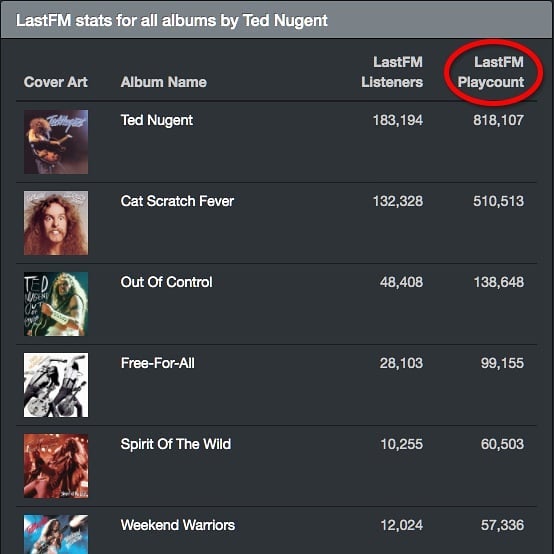 LastFM stats for all albums by Ted Nugent
Cover Art Album Name LastFM Listeners LastFM Playcount
Ted Nugent 183,194 818,107
Cat Scratch Fever 132,328 510,513
TED NUGENT OUT OF
Out Of Control 48,408 138,648
Free-For-All 28,103 99,155
Spirit Of The Wild 10,255 60,503
Weekend Warriors 12,024 57,336